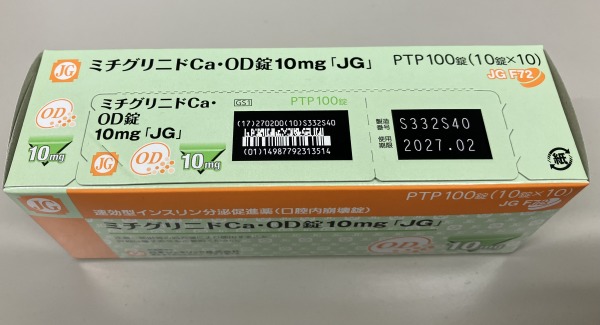 JG ミチグリニドCa・OD錠10mg「JG」 PTP100錠(10錠×10)
JG F72
ミチグリニドCa・
OD錠
10mg「JG」
JG OD 10mg
GS1 PTP100錠
(17)270200(10)S332S40
(01)14987792313514
製造番号 S332S40
使用期限 2027.02
紙
OD
10mg
JG PTP100錠(10錠×10)
JG F72
速効型インスリン分泌促進薬(口腔内崩壊錠)
ミチグリニドCa・OD錠10mg「JG」
OD
10mg